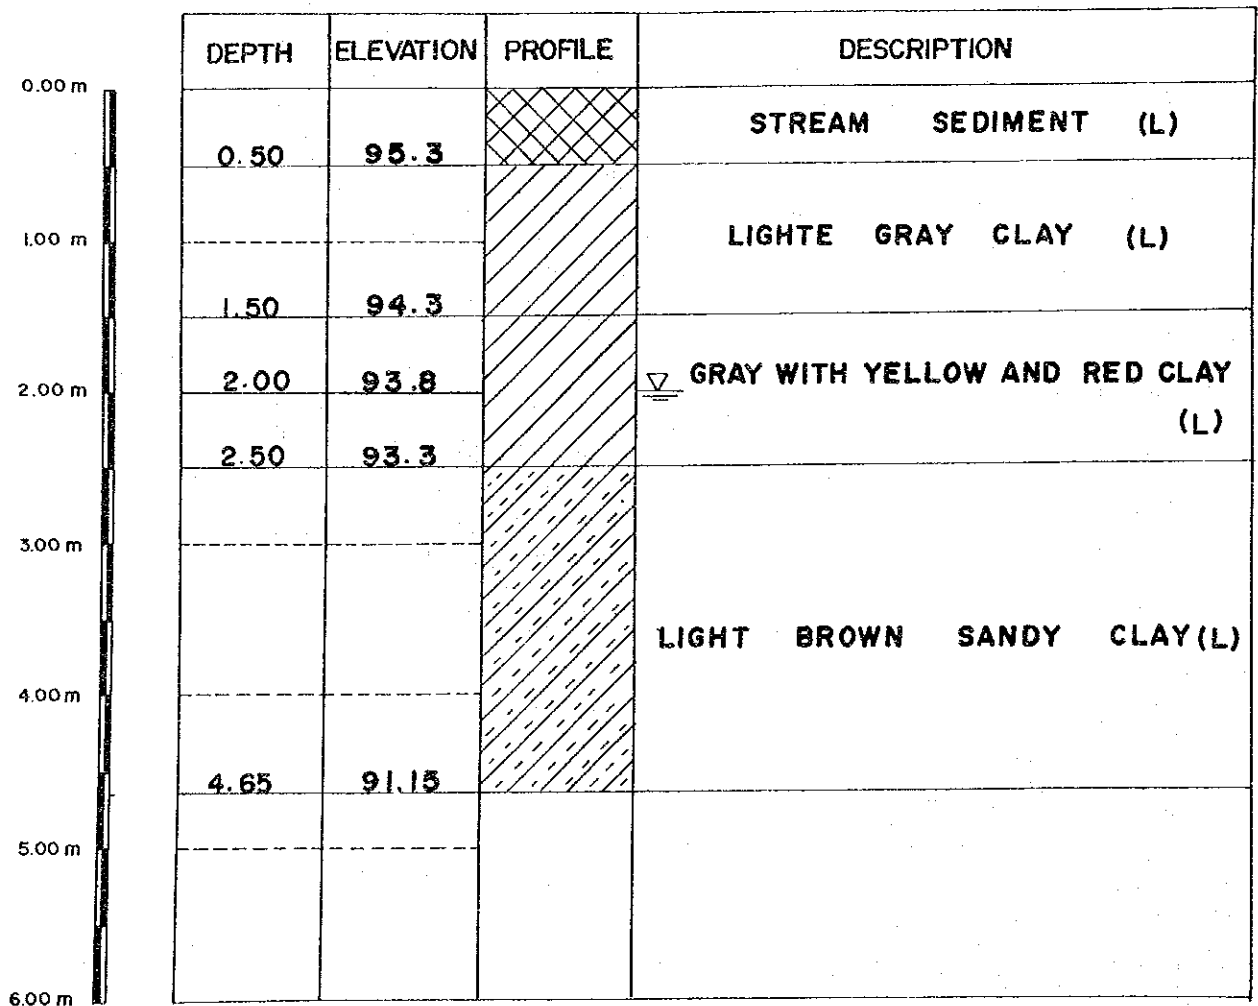 DEPTH ELEVATION PROFILE DESCRIPTION
0.00 m
STREAM SEDIMENT (L)
0.50 95.3
1.00 m
LIGHTE GRAY CLAY (L)
1.50 94.3
2.00 m 2.00 93.8 GRAY WITH YELLOW AND RED CLAY
(L)
2.50 93.3
3.00 m
LIGHT BROWN SANDY CLAY (L)
4.00 m
4.65 91.15
5.00 m
6.00 m